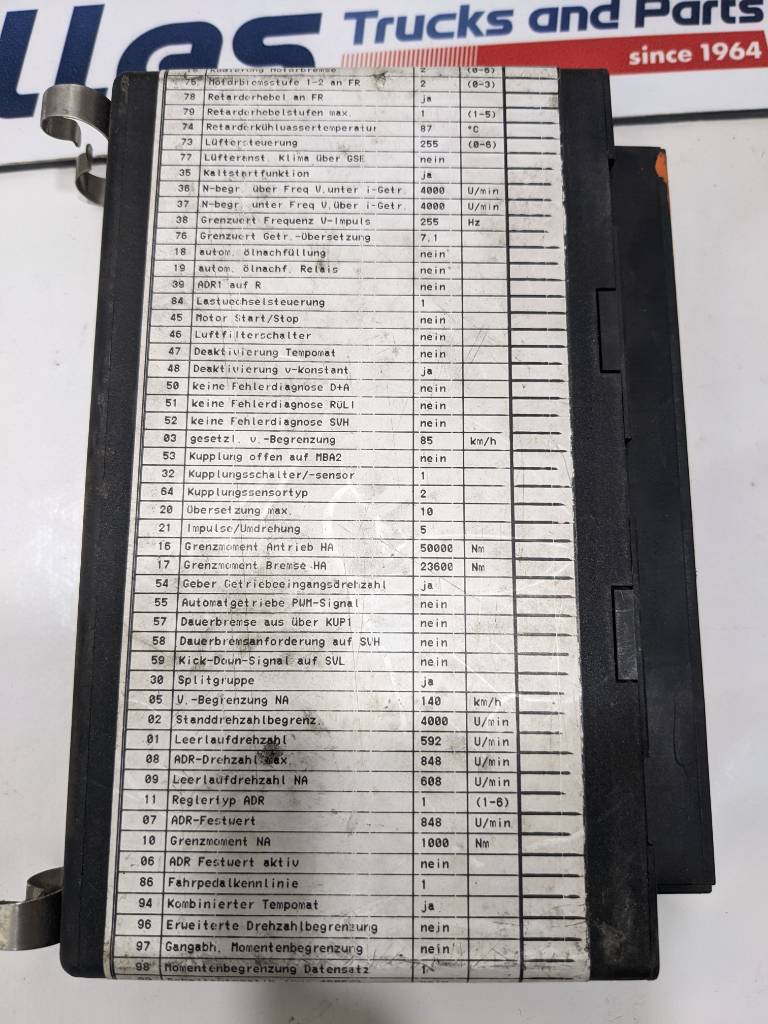 llas Trucks and Parts
since 1964
Motorbremse 2 (0-6)
75 Motorbremsstufe 1-2 an FR 2 (0-3)
78 Retarderhebel an FR ja
79 Retarderhebelstufen max. 1 (1-5)
74 Retarderkühlwassertemperatur 87 °C
73 Lüftersteuerung 255 (0-6)
77 Lüfteranst. Klima über GSE nein
35 Kaltstartfunktion ja
36 N-begr. über Freq V.unter i-Getr. 4000 U/min
37 N-begr. unter Freq V.über i-Getr. 4000 U/min
38 Grenzwert Frequenz V-Impuls 255 Hz
76 Grenzwert Getr.-Übersetzung 7.1
18 autom. ölnachfüllung nein
19 autom. ölnachf. Relais nein
39 ADR1 auf R nein
84 Lastwechselsteuerung 1
45 Motor Start/Stop nein
46 Luftfilterschalter nein
47 Deaktivierung Tempomat nein
48 Deaktivierung v-konstant ja
50 keine Fehlerdiagnose D+A nein
51 keine Fehlerdiagnose RüLI nein
52 keine Fehlerdiagnose SVH nein
03 gesetzl. v.-Begrenzung 85 km/h
53 Kupplung offen auf MBA2 nein
32 Kupplungsschalter/-sensor 1
64 Kupplungssensortyp 2
20 Übersetzung max. 10
21 Impulse/Umdrehung 5
16 Grenzmoment Antrieb HA 50000 Nm
17 Grenzmoment Bremse HA 23600 Nm
54 Geber Getriebeeingangsdrehzahl ja
55 Automatgetriebe PWM-Signal nein
57 Dauerbremse aus über KUP1 nein
58 Dauerbremsanforderung auf SVH nein
59 Kick-Down-Signal auf SVL nein
30 Splitgruppe ja
05 V.-Begrenzung NA 140 km/h
02 Standdrehzahlbegrenz. 4000 U/min
01 Leerlaufdrehzahl 592 U/min
08 ADR-Drehzahl max. 848 U/min
09 Leerlaufdrehzahl NA 608 U/min
11 Reglertyp ADR 1 (1-6)
07 ADR-Festwert 848 U/min
10 Grenzmoment NA 1000 Nm
06 ADR Festwert aktiv nein
86 Fahrpedalkennlinie 1
94 Kombinierter Tempomat ja
96 Erweiterte Drehzahlbegrenzung nein
97 Gangabh. Momentenbegrenzung nein
98 Momentenbegrenzung Datensatz 1